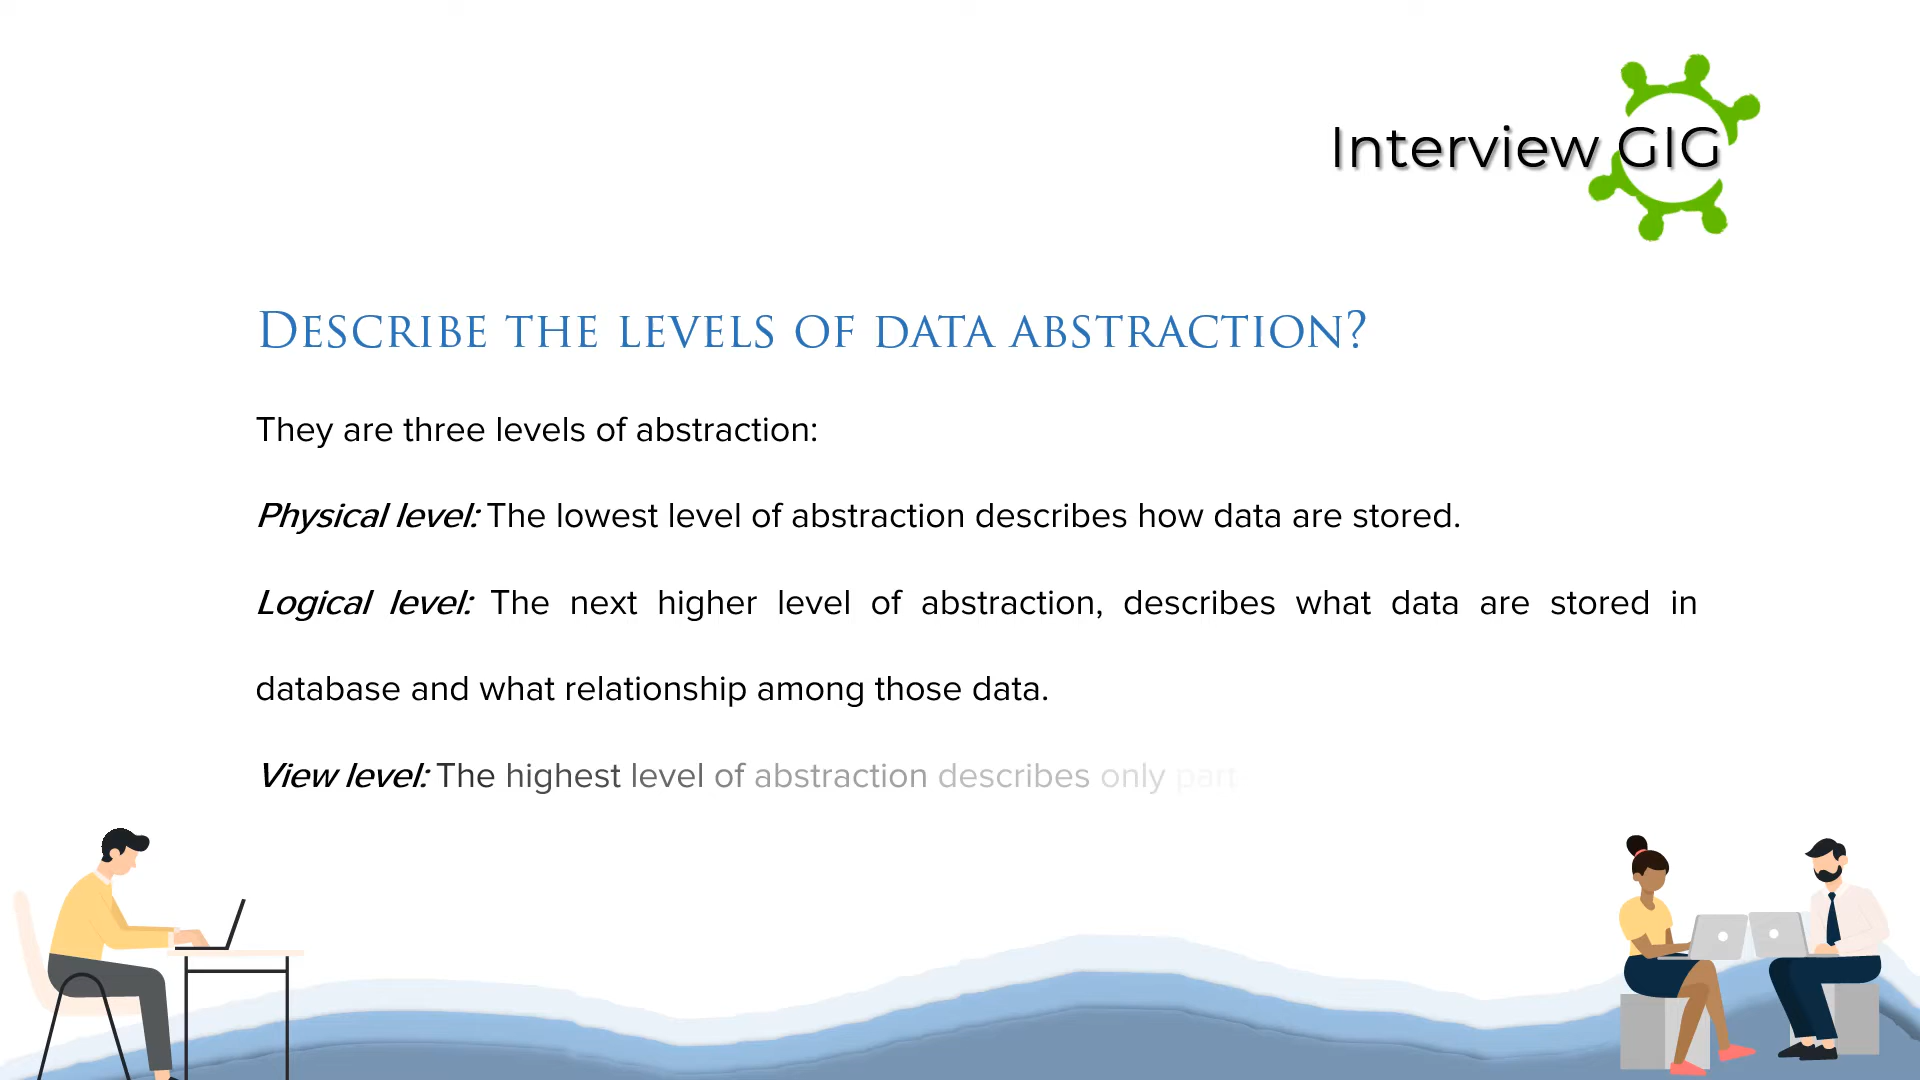 Interview GIG
Describe the levels of data abstraction?
They are three levels of abstraction:
Physical level: The lowest level of abstraction describes how data are stored.
Logical level: The next higher level of abstraction, describes what data are stored in
database and what relationship among those data.
View level: The highest level of abstraction describes only part